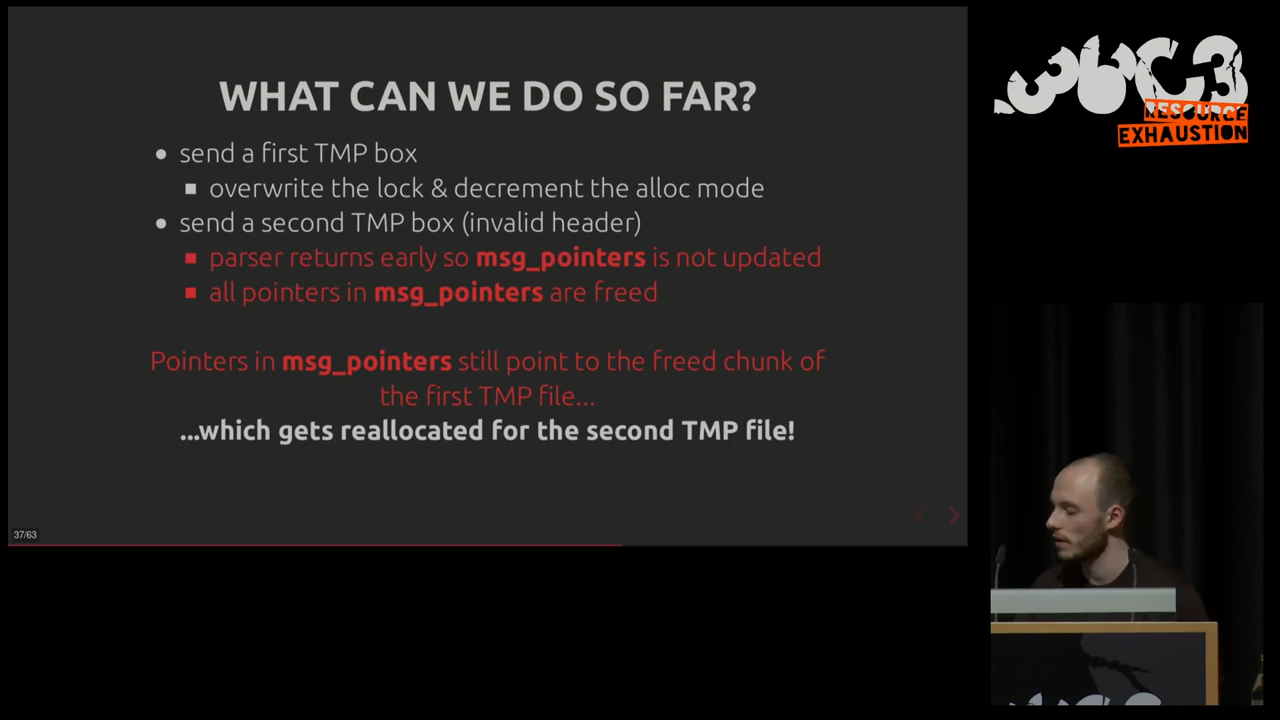 WHAT CAN WE DO SO FAR?
send a first TMP box
overwrite the lock & decrement the alloc mode
send a second TMP box (invalid header)
parser returns early so msg_pointers is not updated
all pointers in msg_pointers are freed
Pointers in msg_pointers still point to the freed chunk of
the first TMP file...
...which gets reallocated for the second TMP file!
37/63
36C3
RESOURCE
EXHAUSTION